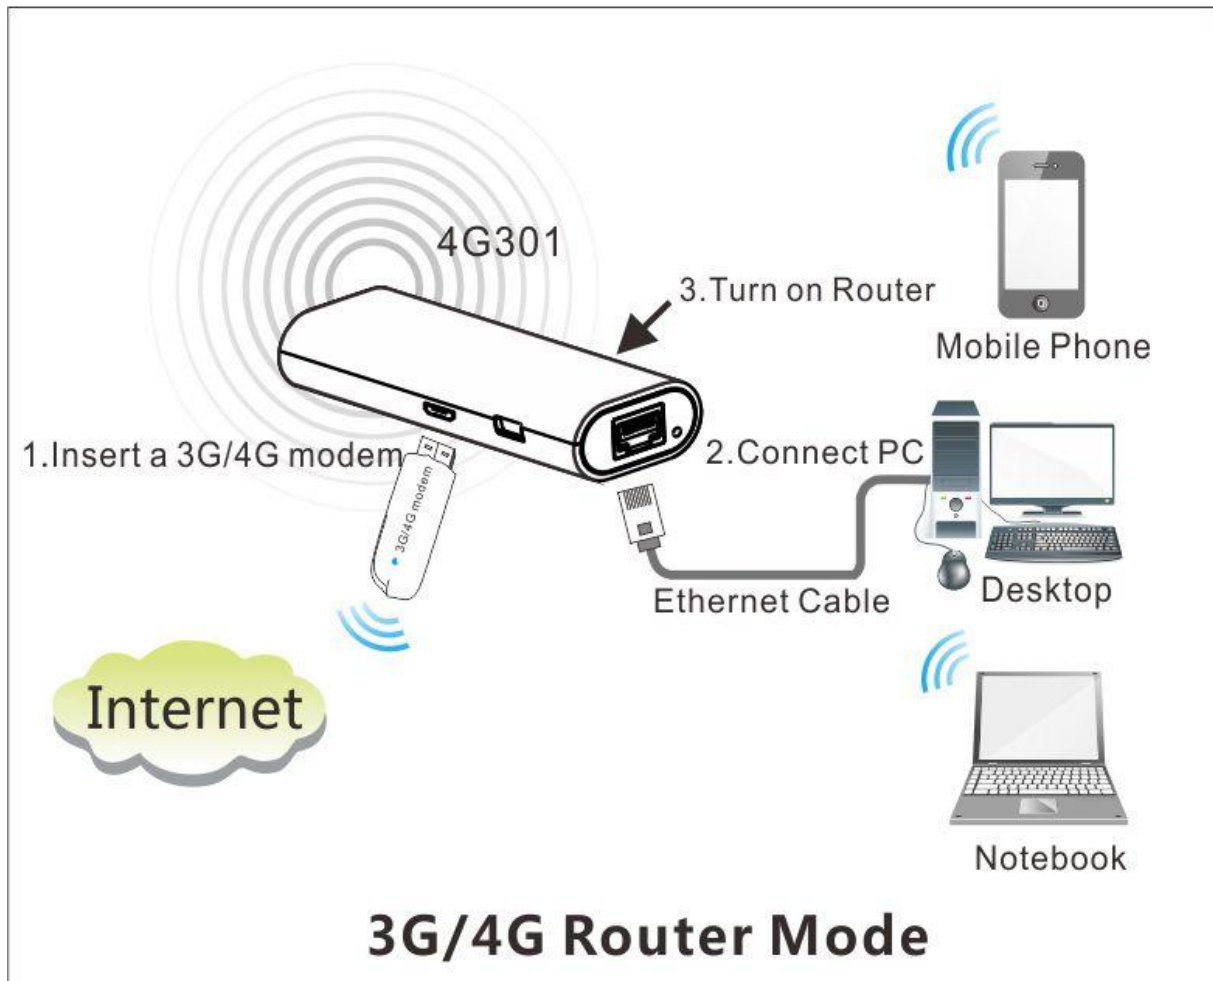 4G301
3.Turn on Router
Mobile Phone
1.Insert a 3G/4G modem
3G/4G modem
2.Connect PC
Ethernet Cable
Desktop
Internet
Notebook
3G/4G Router Mode